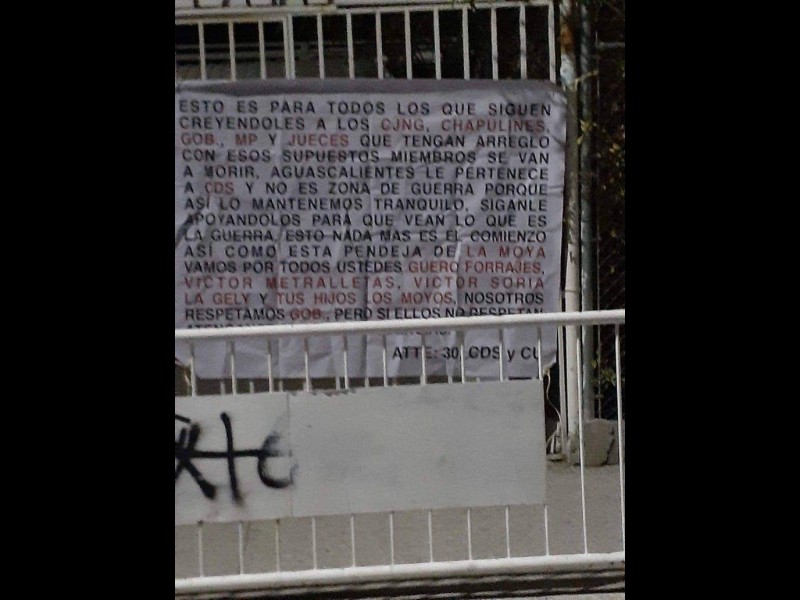 ESTO ES PARA TODOS LOS QUE SIGUEN
CREYENDOLES A LOS CJNG, CHAPULINES,
GOB., MP Y JUECES QUE TENGAN ARREGLO
CON ESOS SUPUESTOS MIEMBROS SE VAN
A MORIR, AGUASCALIENTES LE PERTENECE
A CDS Y NO ES ZONA DE GUERRA PORQUE
ASI LO MANTENEMOS TRANQUILO, SIGANLE
APOYANDOLOS PARA QUE VEAN LO QUE ES
LA GUERRA, ESTO NADA MAS ES EL COMIENZO
ASÍ COMO ESTA PENDEJA DE LA MOYA
VAMOS POR TODOS USTEDES GUERO FORRAJES,
VICTOR METRALLETAS, VICTOR SORIA
LA GELY Y TUS HIJOS LOS MOYOS, NOSOTROS
RESPETAMOS GOB., PERO SI ELLOS NO RESPETAN
ATTE: 30, CDS y